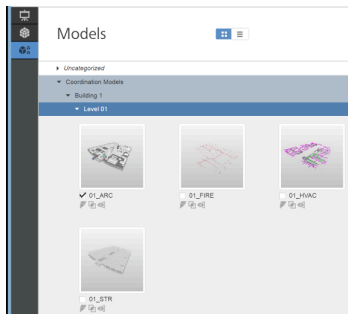 Models
Uncategorized
Coordination Models
Building 1
Level 01
01_ARC
01_FIRE
01_HVAC
01_STR